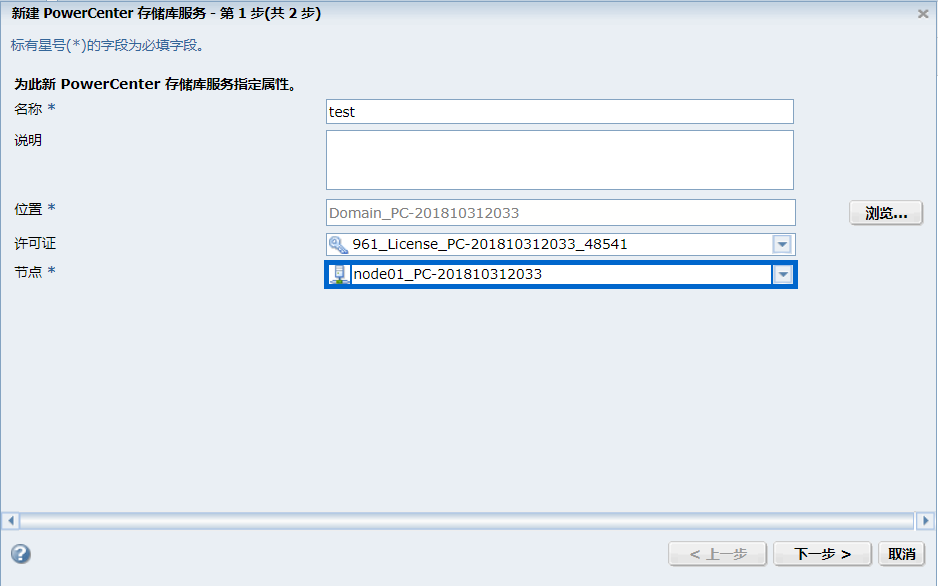 新建 PowerCenter 存储库服务 - 第 1 步(共 2 步)
标有星号(*)的字段为必填字段。
为此新 PowerCenter 存储库服务指定属性。
名称 * test
说明
位置 * Domain_PC-201810312033 浏览...
许可证 961_License_PC-201810312033_48541
节点 * node01_PC-201810312033
< 上一步 下一步 > 取消